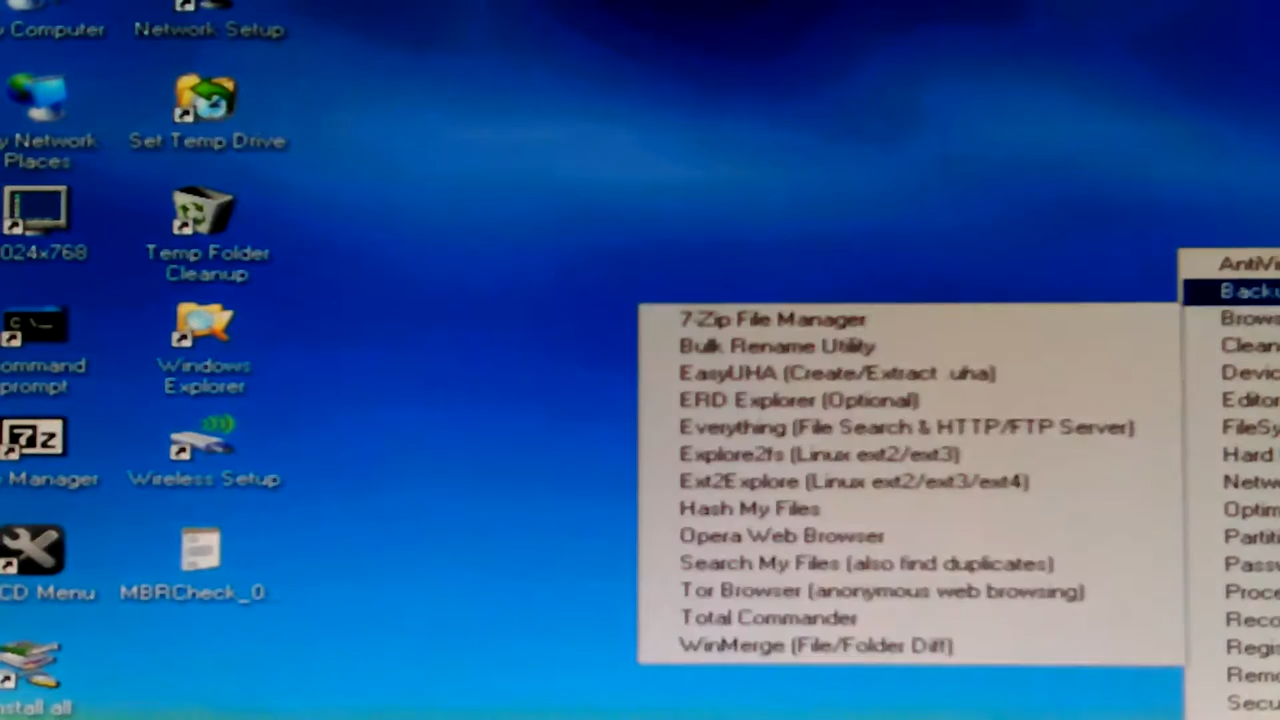 Computer
Network Setup
Network
Places
Set Temp Drive
024x768
Temp Folder
Cleanup
ommand
prompt
Windows
Explorer
7z
Manager
Wireless Setup
CD Menu
MBRCheck_0
nstall all
7-Zip File Manager
Bulk Rename Utility
EasyUHA (Create/Extract .uha)
ERD Explorer (Optional)
Everything (File Search & HTTP/FTP Server)
Explore2fs (Linux ext2/ext3)
Ext2Explore (Linux ext2/ext3/ext4)
Hash My Files
Opera Web Browser
Search My Files (also find duplicates)
Tor Browser (anonymous web browsing)
Total Commander
WinMerge (File/Folder Diff)
AntiVi
Back
Brows
Clean
Devic
Editor
FileSy
Hard
Netw
Optim
Partiti
Passw
Proce
Reco
Regis
Remo
Secu